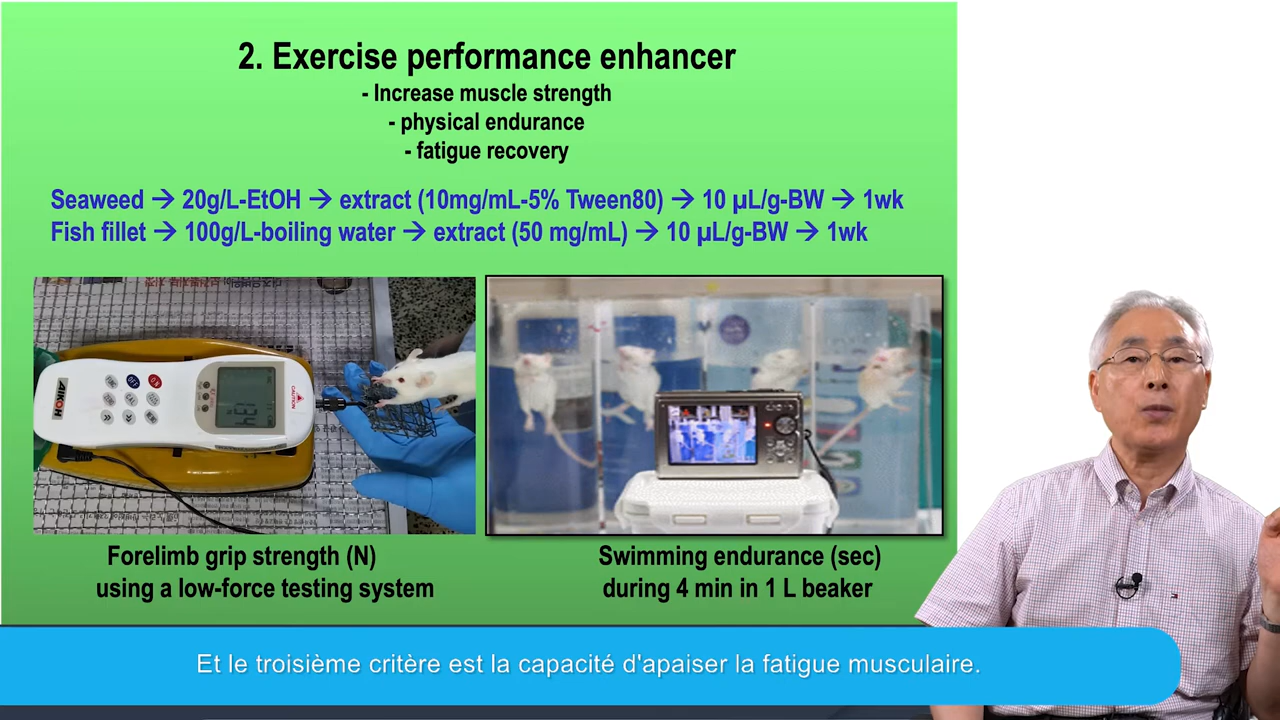 2. Exercise performance enhancer
- Increase muscle strength
- physical endurance
- fatigue recovery
Seaweed → 20g/L-EtOH → extract (10mg/mL-5% Tween80) → 10 µL/g-BW → 1wk
Fish fillet → 100g/L-boiling water → extract (50 mg/mL) → 10 µL/g-BW → 1wk
AIKOH
CAUTION
Forelimb grip strength (N)
using a low-force testing system
Swimming endurance (sec)
during 4 min in 1 L beaker
Et le troisième critère est la capacité d'apaiser la fatigue musculaire.